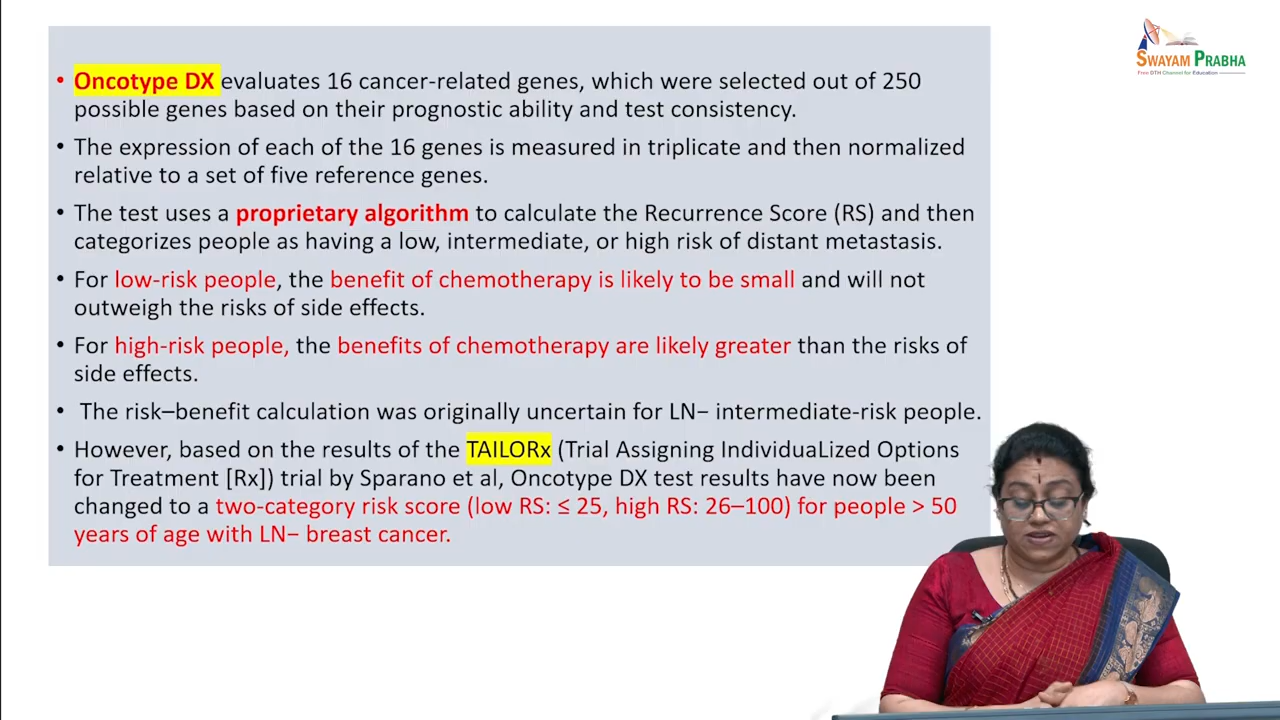 SWAYAM PRABHA
Free DTH Channel for Education
• Oncotype DX evaluates 16 cancer-related genes, which were selected out of 250
possible genes based on their prognostic ability and test consistency.
• The expression of each of the 16 genes is measured in triplicate and then normalized
relative to a set of five reference genes.
• The test uses a proprietary algorithm to calculate the Recurrence Score (RS) and then
categorizes people as having a low, intermediate, or high risk of distant metastasis.
• For low-risk people, the benefit of chemotherapy is likely to be small and will not
outweigh the risks of side effects.
• For high-risk people, the benefits of chemotherapy are likely greater than the risks of
side effects.
• The risk–benefit calculation was originally uncertain for LN− intermediate-risk people.
• However, based on the results of the TAILORx (Trial Assigning IndividuaLized Options
for Treatment [Rx]) trial by Sparano et al, Oncotype DX test results have now been
changed to a two-category risk score (low RS: ≤ 25, high RS: 26–100) for people > 50
years of age with LN− breast cancer.